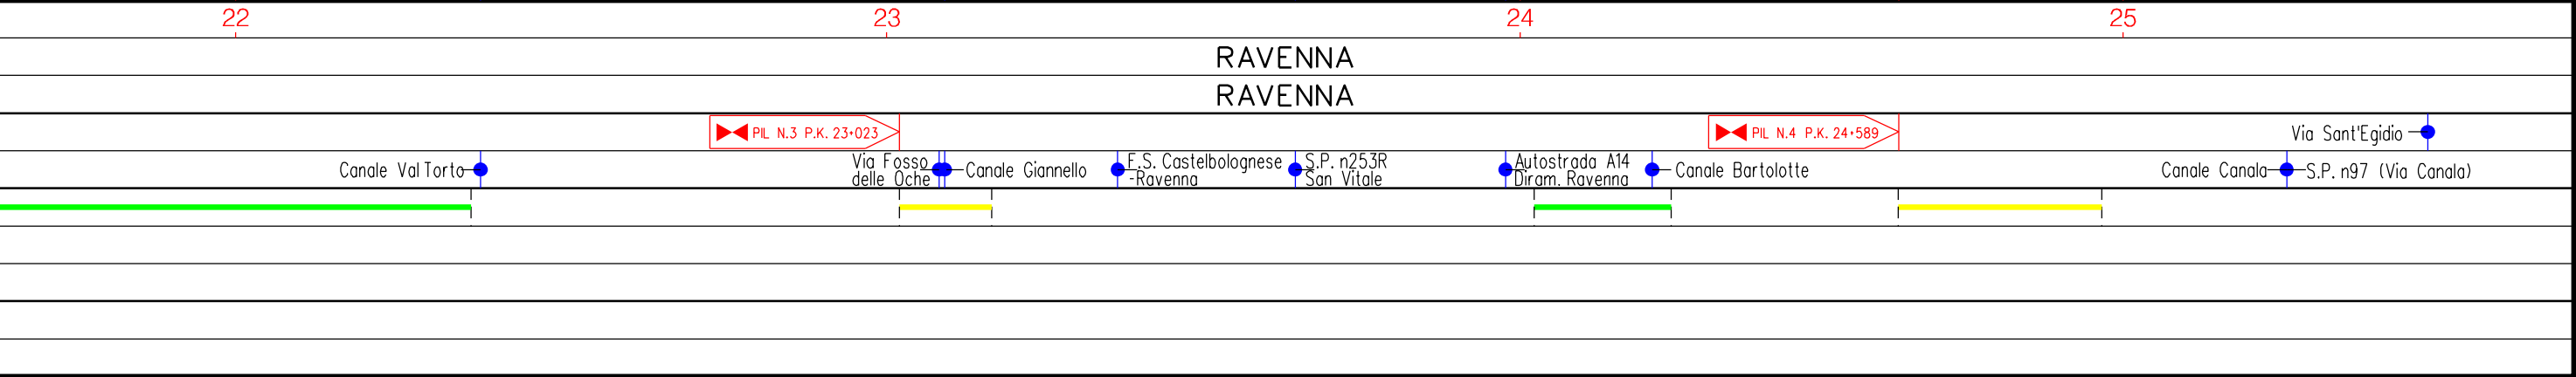 22 23 24 25
RAVENNA
RAVENNA
PIL N.3 P.K. 23+023
PIL N.4 P.K. 24+589
Via Sant'Egidio
Canale Val Torto
Via Fosso
delle Oche
Canale Giannello
F.S. Castelbolognese
-Ravenna
S.P. n253R
San Vitale
Autostrada A14
Diram. Ravenna
Canale Bartolotte
Canale Canala
S.P. n97 (Via Canala)